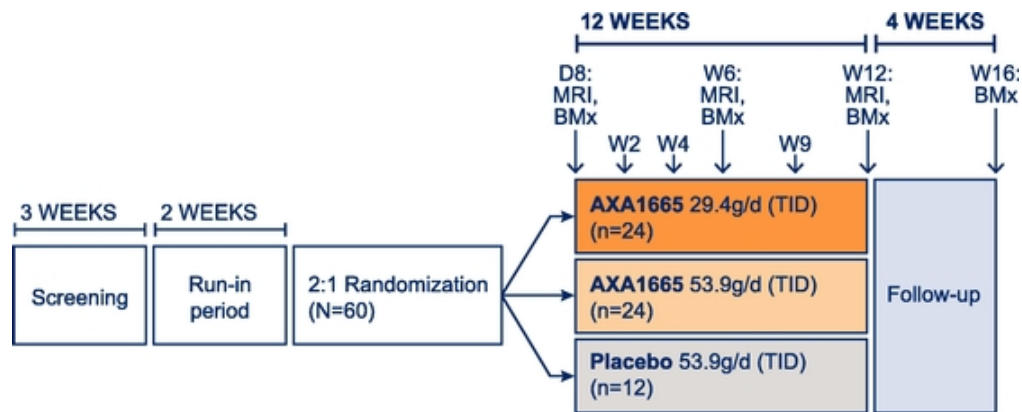 12 WEEKS
4 WEEKS
D8:
MRI,
BMx
W6:
MRI,
BMx
W12:
MRI,
BMx
W16:
BMx
W2
W4
W9
3 WEEKS
2 WEEKS
Screening
Run-in
period
2:1 Randomization
(N=60)
AXA1665 29.4g/d (TID)
(n=24)
AXA1665 53.9g/d (TID)
(n=24)
Placebo 53.9g/d (TID)
(n=12)
Follow-up